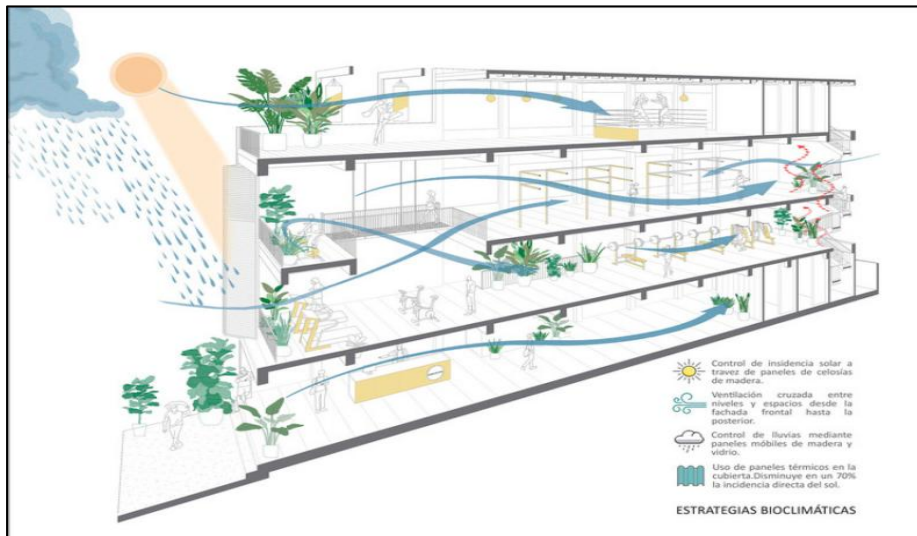 Control de insidencia solar a
travez de paneles de celosías
de madera.
Ventilación cruzada entre
niveles y espacios desde la
fachada frontal hasta la
posterior.
Control de lluvias mediante
paneles móbiles de madera y
vidrio.
Uso de paneles térmicos en la
cubierta.Disminuye en un 70%
la incidencia directa del sol.
ESTRATEGIAS BIOCLIMÁTICAS